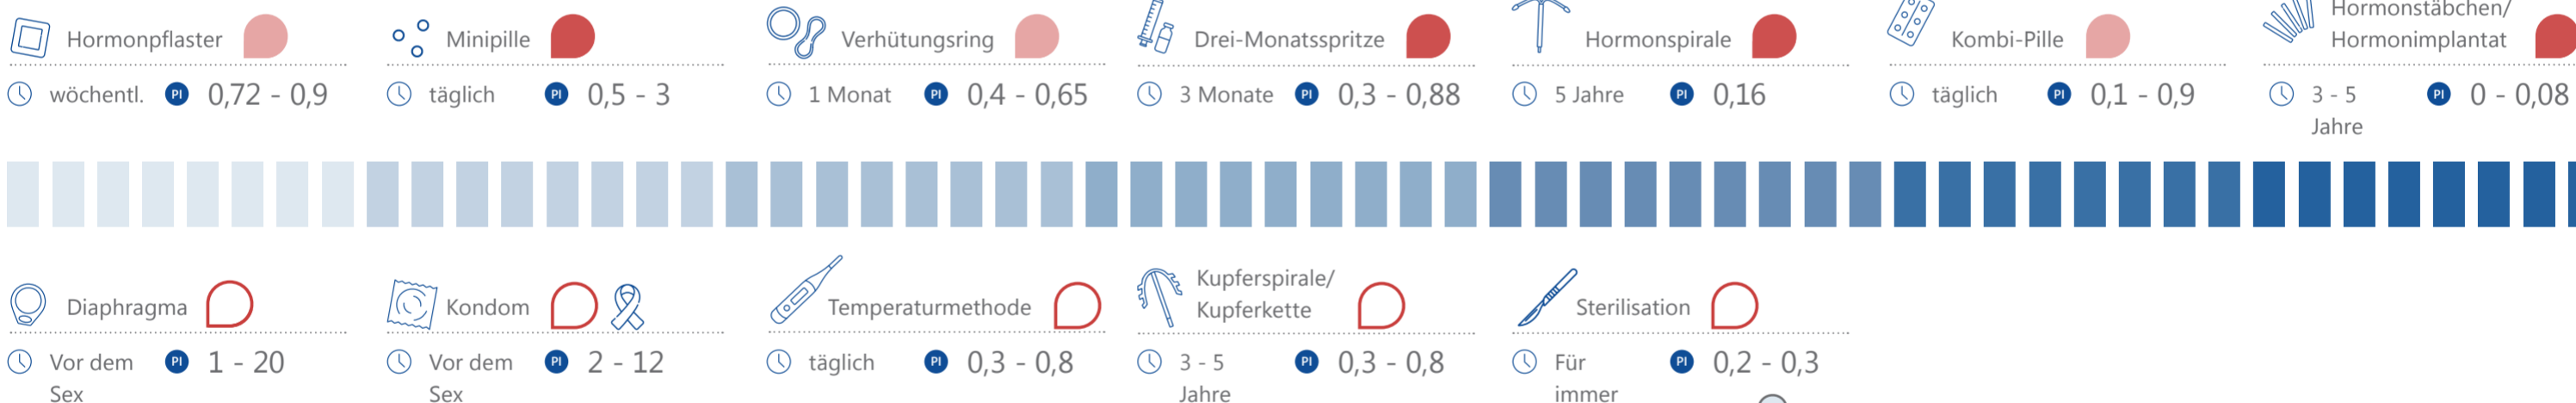 Hormonpflaster
wöchentl. PI 0,72 - 0,9
Minipille
täglich PI 0,5 - 3
Verhütungsring
1 Monat PI 0,4 - 0,65
Drei-Monatsspritze
3 Monate PI 0,3 - 0,88
Hormonspirale
5 Jahre PI 0,16
Kombi-Pille
täglich PI 0,1 - 0,9
Hormonstäbchen/
Hormonimplantat
3 - 5 PI 0 - 0,08
Jahre
Diaphragma
Vor dem PI 1 - 20
Sex
Kondom
Vor dem PI 2 - 12
Sex
Temperaturmethode
täglich PI 0,3 - 0,8
Kupferspirale/
Kupferkette
3 - 5 PI 0,3 - 0,8
Jahre
Sterilisation
Für PI 0,2 - 0,3
immer